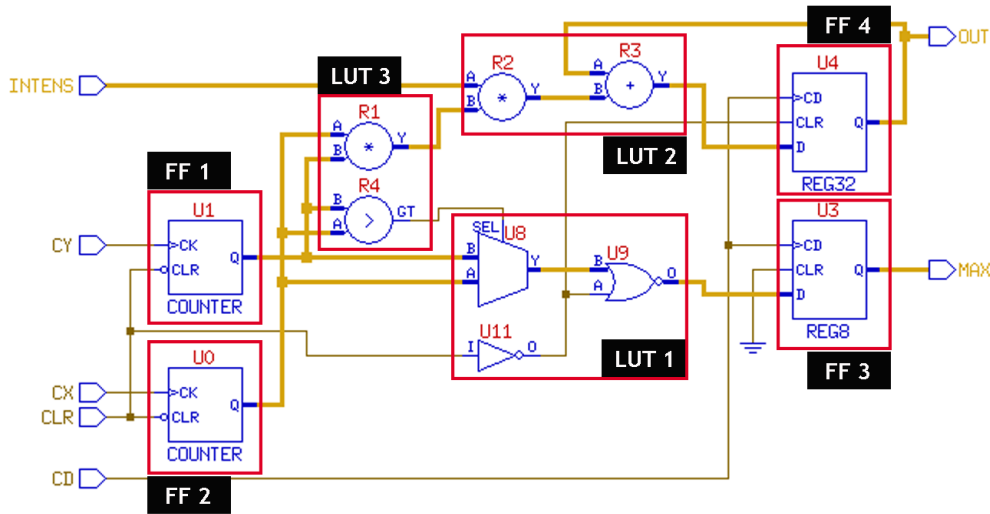 FF 4
OUT
R3
U4
LUT 3
R2
A
INTENS
A
Y
B
*
Y
B
+
Y
>CD
CLR
Q
D
R1
A
*
Y
B
LUT 2
REG32
FF 1
R4
B
>
GT
A
U1
U3
SEL
U8
CY
>CK
CLR
Q
COUNTER
B
A
Y
U9
B
A
O
>CD
CLR
Q
D
MAX
REG8
U11
I
O
LUT 1
FF 3
U0
CX
>CK
CLR
CLR
Q
COUNTER
CD
FF 2